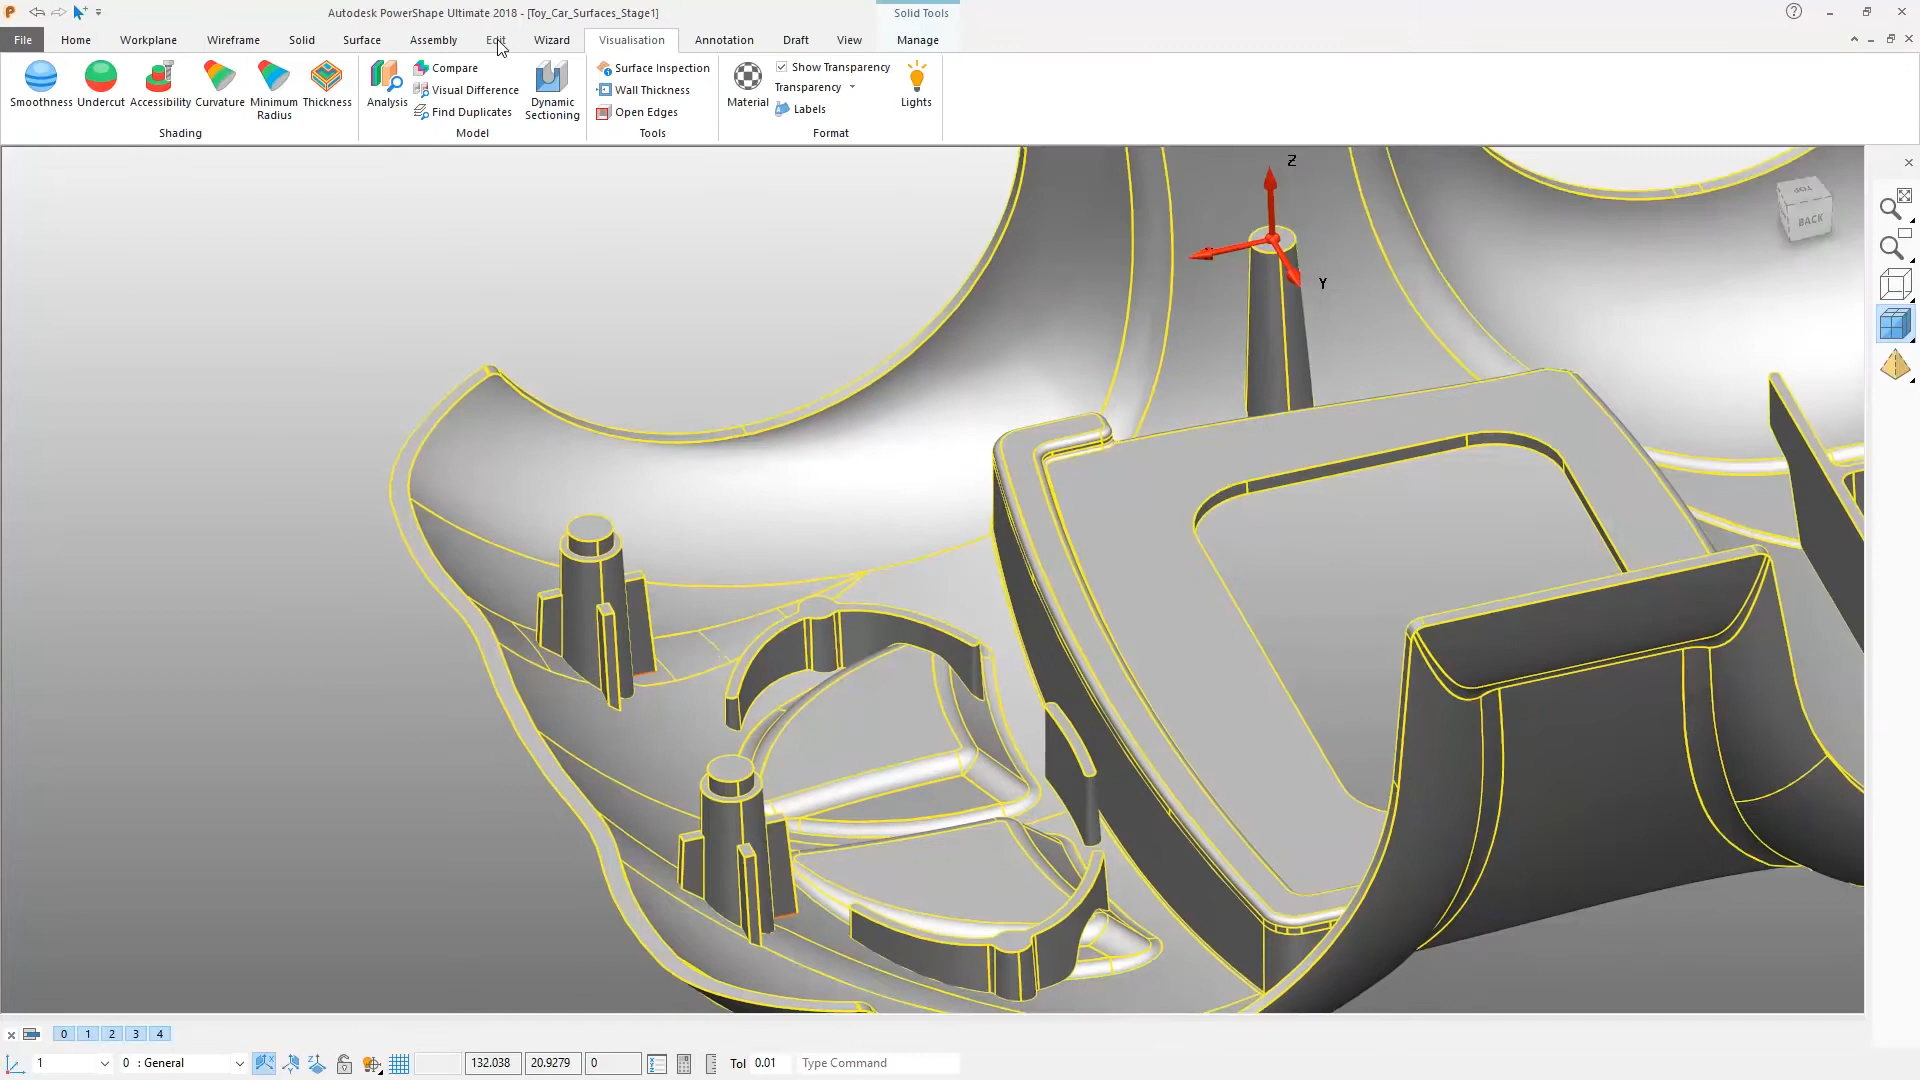 Autodesk PowerShape Ultimate 2018 - [Toy_Car_Surfaces_Stage1]
Solid Tools
File Home Workplane Wireframe Solid Surface Assembly Edit Wizard Visualisation Annotation Draft View Manage
Smoothness Undercut Accessibility Curvature Minimum Radius Thickness
Shading
Analysis
Compare
Visual Difference
Find Duplicates
Dynamic Sectioning
Model
Surface Inspection
Wall Thickness
Open Edges
Tools
Material
Show Transparency
Transparency
Labels
Lights
Format
Z
Y
TOP
BACK
0 1 2 3 4
1 0 : General 132.038 20.9279 0 Tol 0.01 Type Command